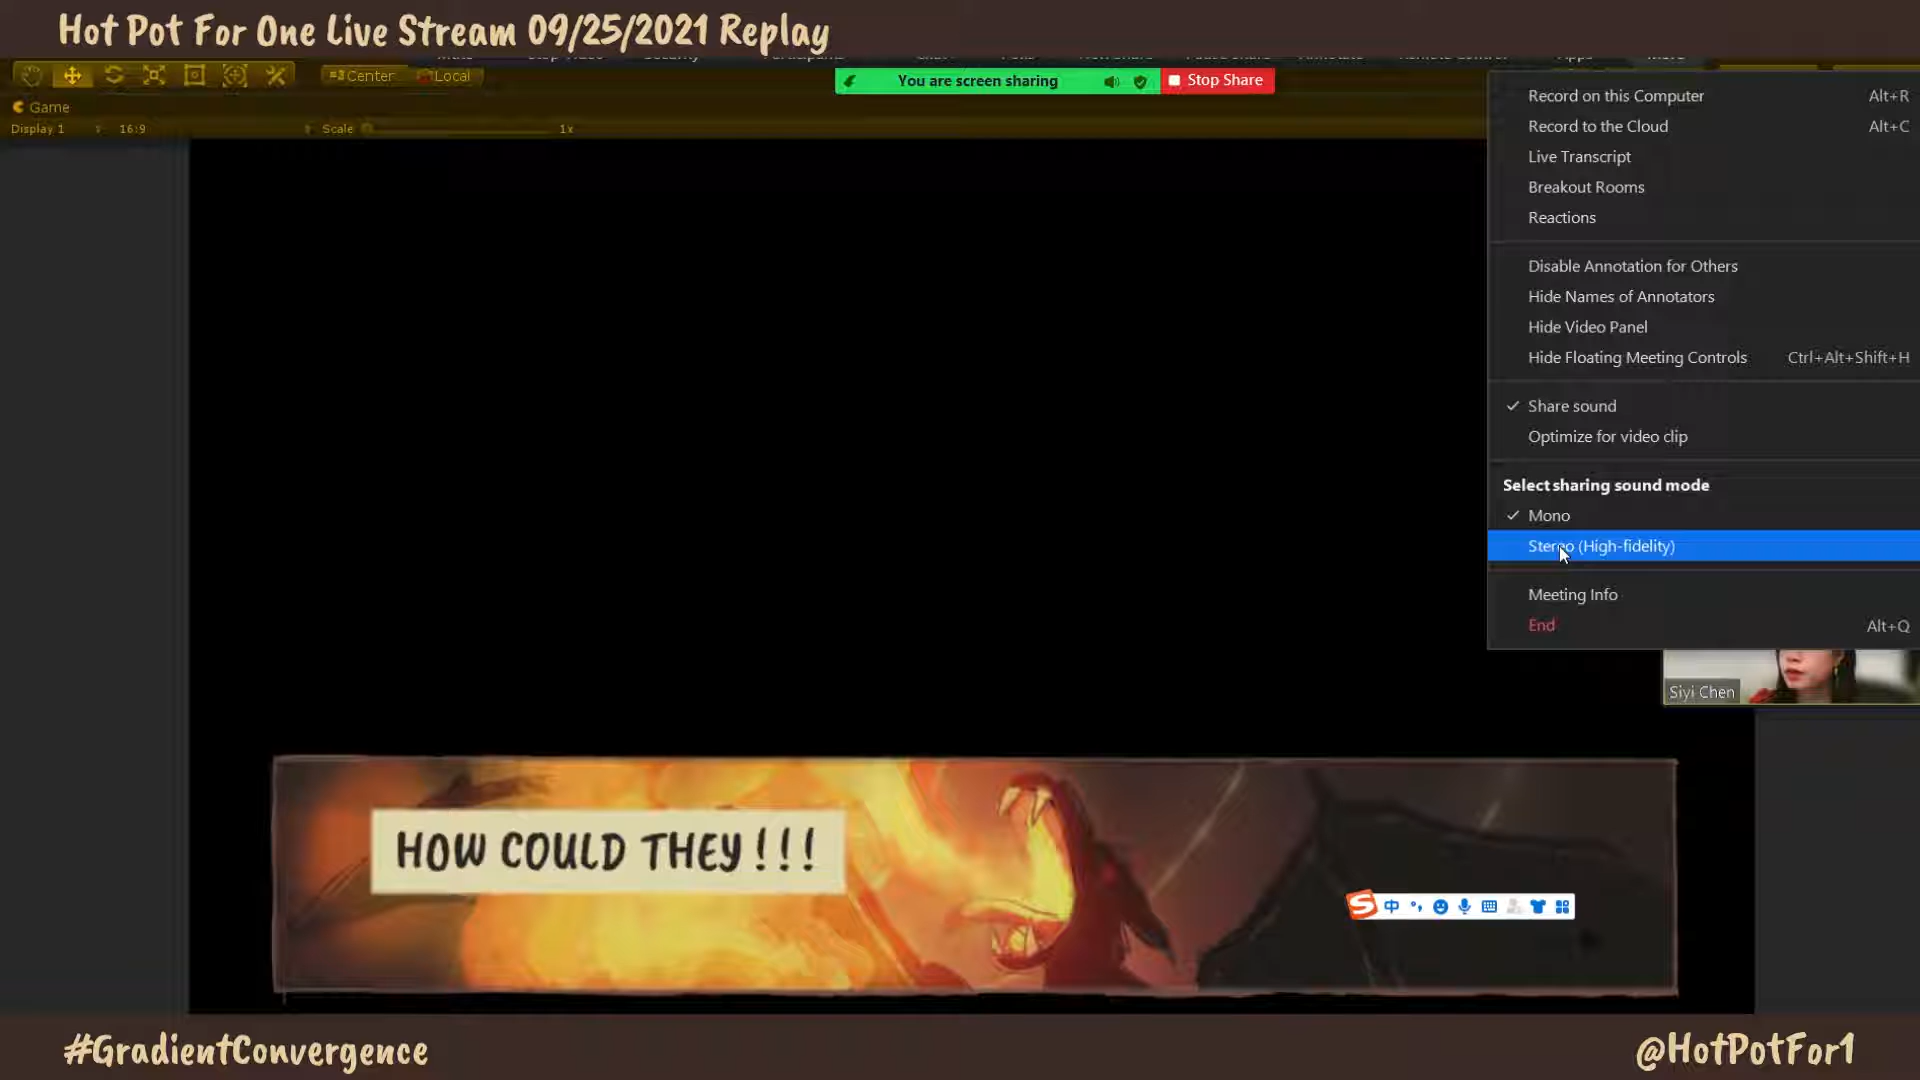 Hot Pot For One Live Stream 09/25/2021 Replay
Center
Local
You are screen sharing
Stop Share
Game
Display 1
16:9
Scale
1x
Record on this Computer Alt+R
Record to the Cloud Alt+C
Live Transcript
Breakout Rooms
Reactions
Disable Annotation for Others
Hide Names of Annotators
Hide Video Panel
Hide Floating Meeting Controls Ctrl+Alt+Shift+H
Share sound
Optimize for video clip
Select sharing sound mode
Mono
Stereo (High-fidelity)
Meeting Info
End Alt+Q
Siyi Chen
HOW COULD THEY!!!
S 中
#GradientConvergence
@HotPotFor1